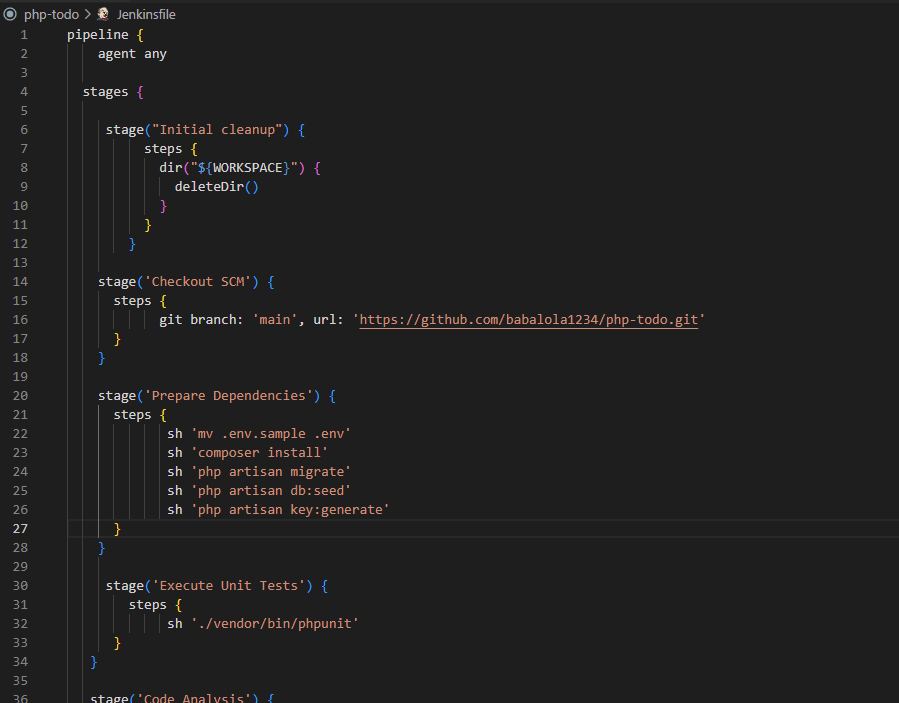 php-todo > Jenkinsfile
1 pipeline {
2 agent any
3
4 stages {
5
6 stage("Initial cleanup") {
7 steps {
8 dir("${WORKSPACE}") {
9 deleteDir()
10 }
11 }
12 }
13
14 stage('Checkout SCM') {
15 steps {
16 git branch: 'main', url: 'https://github.com/babalola1234/php-todo.git'
17 }
18 }
19
20 stage('Prepare Dependencies') {
21 steps {
22 sh 'mv .env.sample .env'
23 sh 'composer install'
24 sh 'php artisan migrate'
25 sh 'php artisan db:seed'
26 sh 'php artisan key:generate'
27 }
28 }
29
30 stage('Execute Unit Tests') {
31 steps {
32 sh './vendor/bin/phpunit'
33 }
34 }
35
36 stage('Code Analysis') {